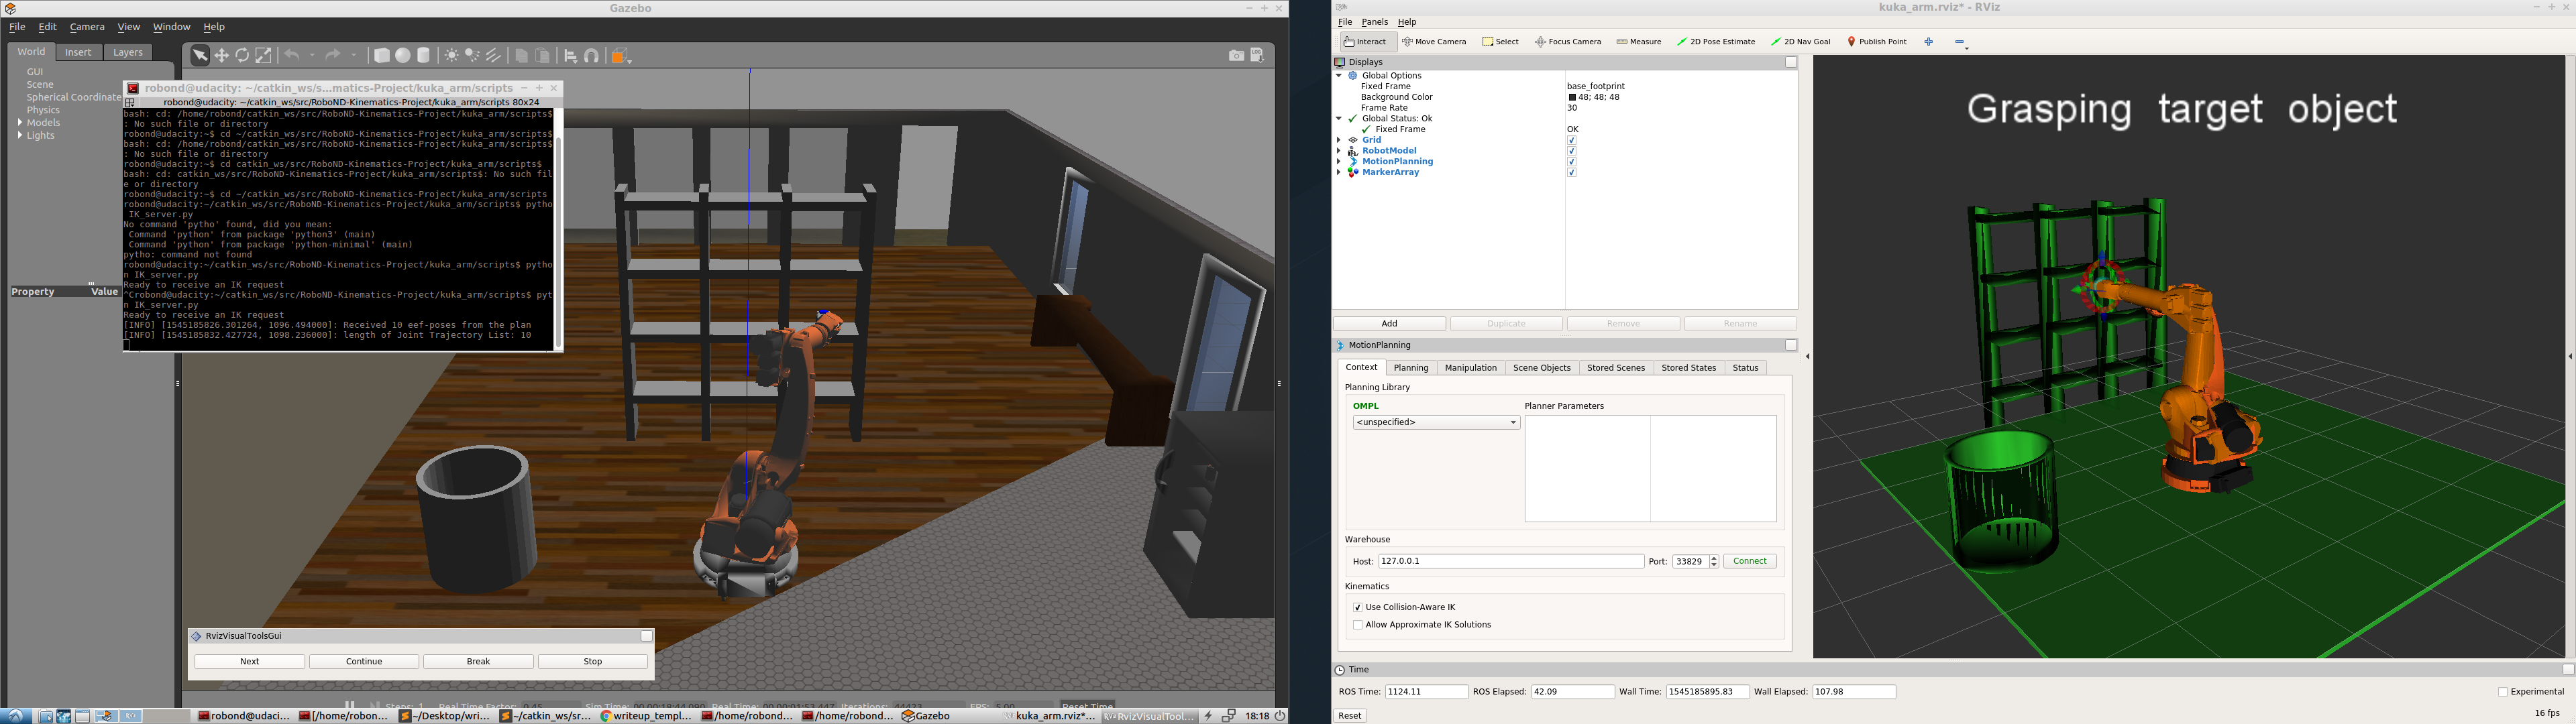 Gazebo
File Edit Camera View Window Help
World Insert Layers
GUI
Scene
Spherical Coordinate
Physics
Models
Lights
Property Value
robond@udacity: ~/catkin_ws/s...matics-Project/kuka_arm/scripts
robond@udacity: ~/catkin_ws/src/RoboND-Kinematics-Project/kuka_arm/scripts 80x24
bash: cd: /home/robond/catkin_ws/src/RoboND-Kinematics-Project/kuka_arm/scripts$
: No such file or directory
robond@udacity:~$ cd ~/catkin_ws/src/RoboND-Kinematics-Project/kuka_arm/scripts$
bash: cd: /home/robond/catkin_ws/src/RoboND-Kinematics-Project/kuka_arm/scripts$
: No such file or directory
robond@udacity:~$ cd catkin_ws/src/RoboND-Kinematics-Project/kuka_arm/scripts$
bash: cd: catkin_ws/src/RoboND-Kinematics-Project/kuka_arm/scripts$: No such fil
e or directory
robond@udacity:~$ cd ~/catkin_ws/src/RoboND-Kinematics-Project/kuka_arm/scripts
robond@udacity:~/catkin_ws/src/RoboND-Kinematics-Project/kuka_arm/scripts$ pytho
IK_server.py
No command 'pytho' found, did you mean:
Command 'python' from package 'python3' (main)
Command 'python' from package 'python-minimal' (main)
pytho: command not found
robond@udacity:~/catkin_ws/src/RoboND-Kinematics-Project/kuka_arm/scripts$ pytho
n IK_server.py
Ready to receive an IK request
^Crobond@udacity:~/catkin_ws/src/RoboND-Kinematics-Project/kuka_arm/scripts$ pyt
n IK_server.py
Ready to receive an IK request
[INFO] [1545185826.301264, 1096.494000]: Received 10 eef-poses from the plan
[INFO] [1545185832.427724, 1098.236000]: length of Joint Trajectory List: 10
RvizVisualToolsGui
Next Continue Break Stop
kuka_arm.rviz* - RViz
File Panels Help
Interact Move Camera Select Focus Camera Measure 2D Pose Estimate 2D Nav Goal Publish Point
Displays
Global Options
Fixed Frame base_footprint
Background Color 48; 48; 48
Frame Rate 30
Global Status: Ok
Fixed Frame OK
Grid
RobotModel
MotionPlanning
MarkerArray
Add Duplicate Remove Rename
MotionPlanning
Context Planning Manipulation Scene Objects Stored Scenes Stored States Status
Planning Library
OMPL Planner Parameters
<unspecified>
Warehouse
Host: 127.0.0.1 Port: 33829 Connect
Kinematics
Use Collision-Aware IK
Allow Approximate IK Solutions
Grasping target object
Time
ROS Time: 1124.11 ROS Elapsed: 42.09 Wall Time: 1545185895.83 Wall Elapsed: 107.98 Experimental
Reset 16 fps
robond@udaci... [/home/robon... ~/Desktop/wri... ~/catkin_ws/sr... writeup_templ... /home/robond... /home/robond... Gazebo kuka_arm.rviz*... RvizVisualTool... 18:18